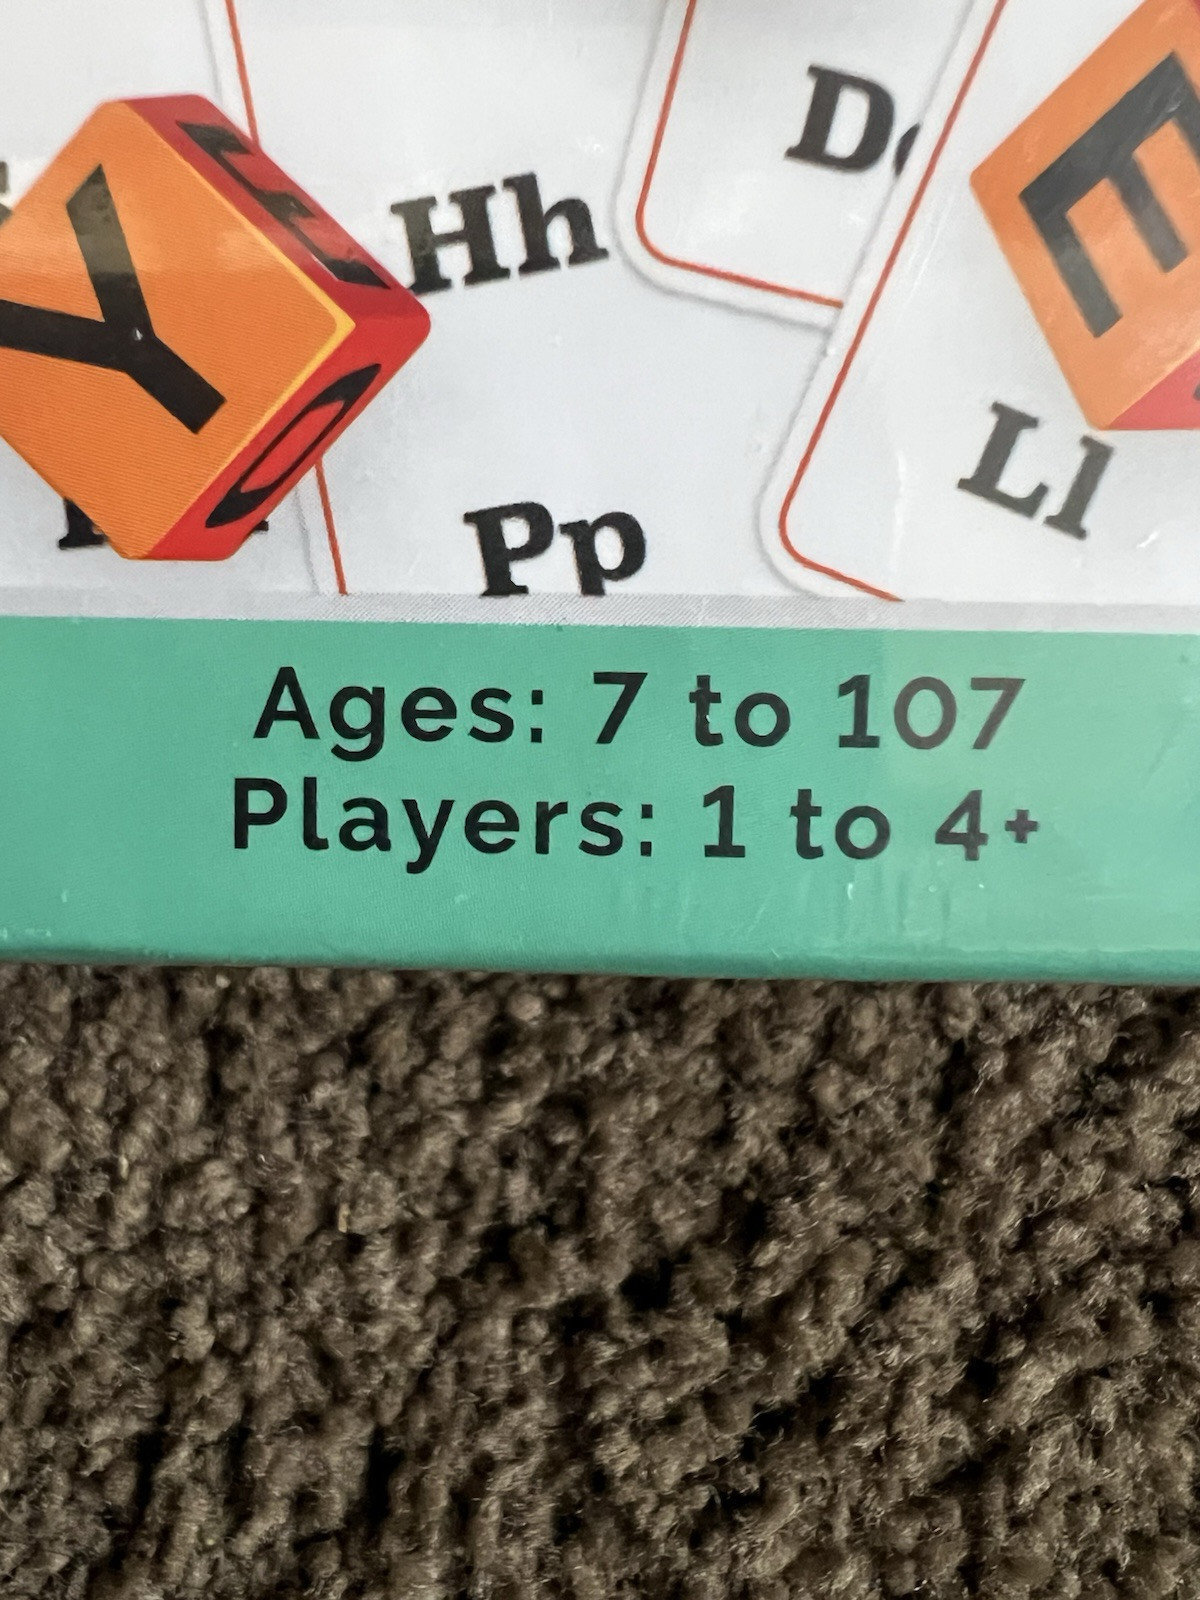 Y
E
Hh
D
Ll
Pp
Ages: 7 to 107
Players: 1 to 4+